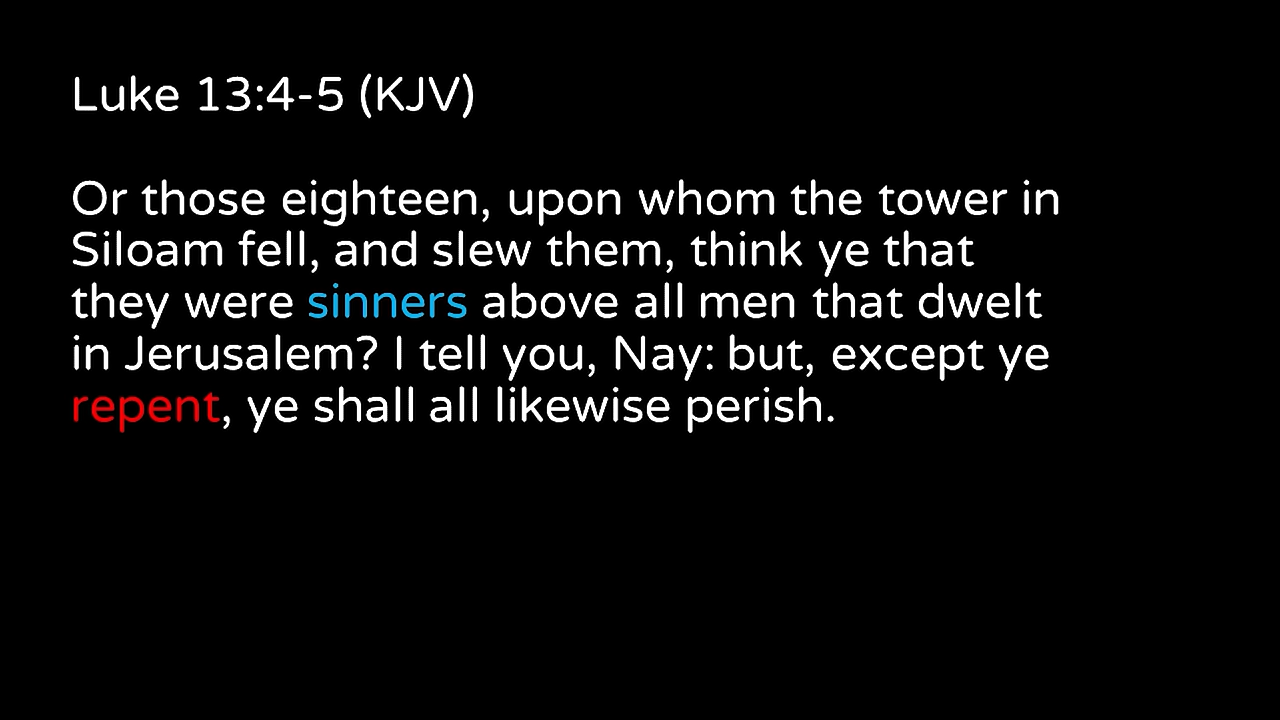 Luke 13:4-5 (KJV)
Or those eighteen, upon whom the tower in
Siloam fell, and slew them, think ye that
they were sinners above all men that dwelt
in Jerusalem? I tell you, Nay: but, except ye
repent, ye shall all likewise perish.